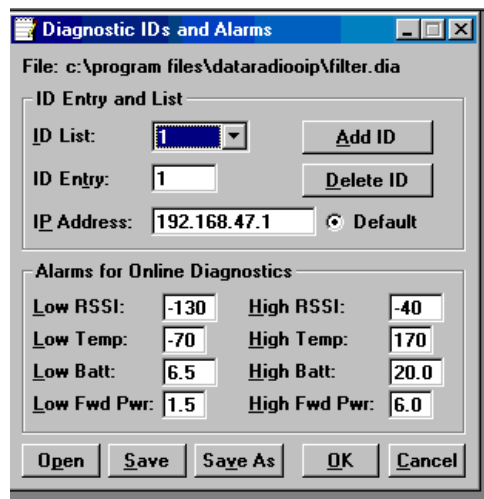 Diagnostic IDs and Alarms
File: c:\program files\dataradiooip\filter.dia
ID Entry and List
ID List: 1 Add ID
ID Entry: 1 Delete ID
IP Address: 192.168.47.1 Default
Alarms for Online Diagnostics
Low RSSI: -130 High RSSI: -40
Low Temp: -70 High Temp: 170
Low Batt: 6.5 High Batt: 20.0
Low Fwd Pwr: 1.5 High Fwd Pwr: 6.0
Open Save Save As OK Cancel